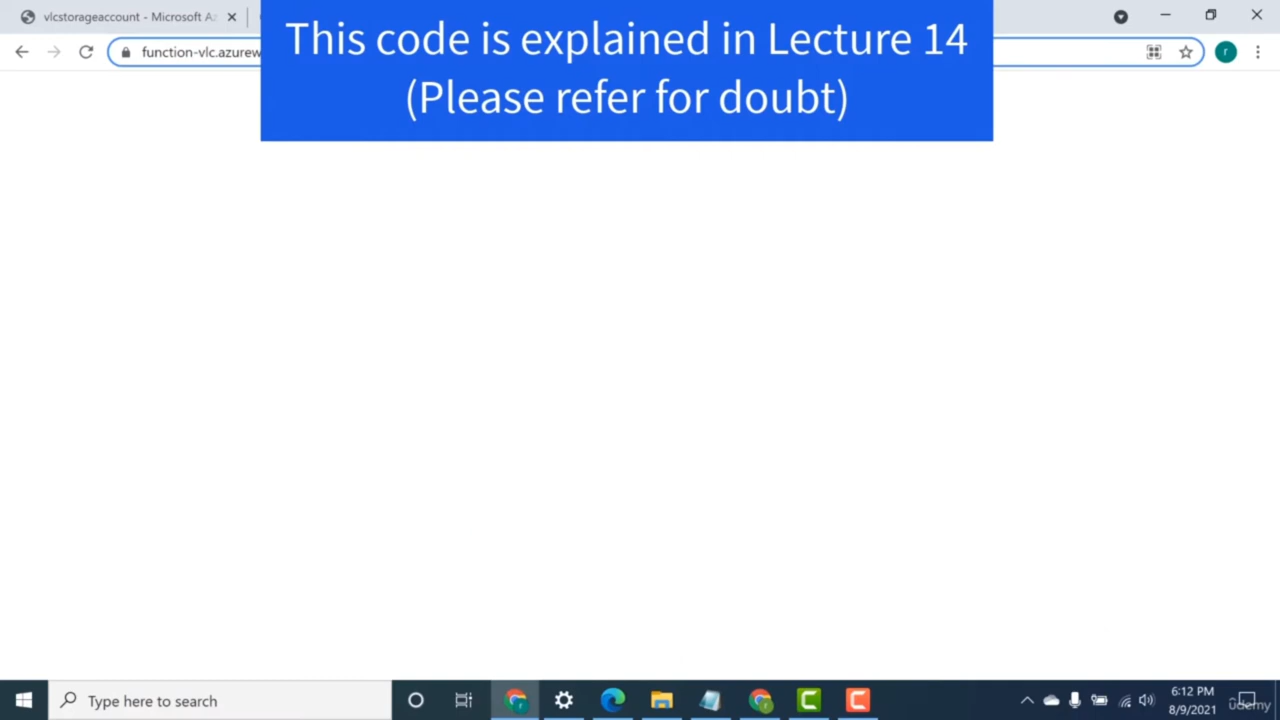 vlcstorageaccount - Microsoft Az
This code is explained in Lecture 14
(Please refer for doubt)
function-vlc.azurew
r
Type here to search
6:12 PM
8/9/2021
udemy